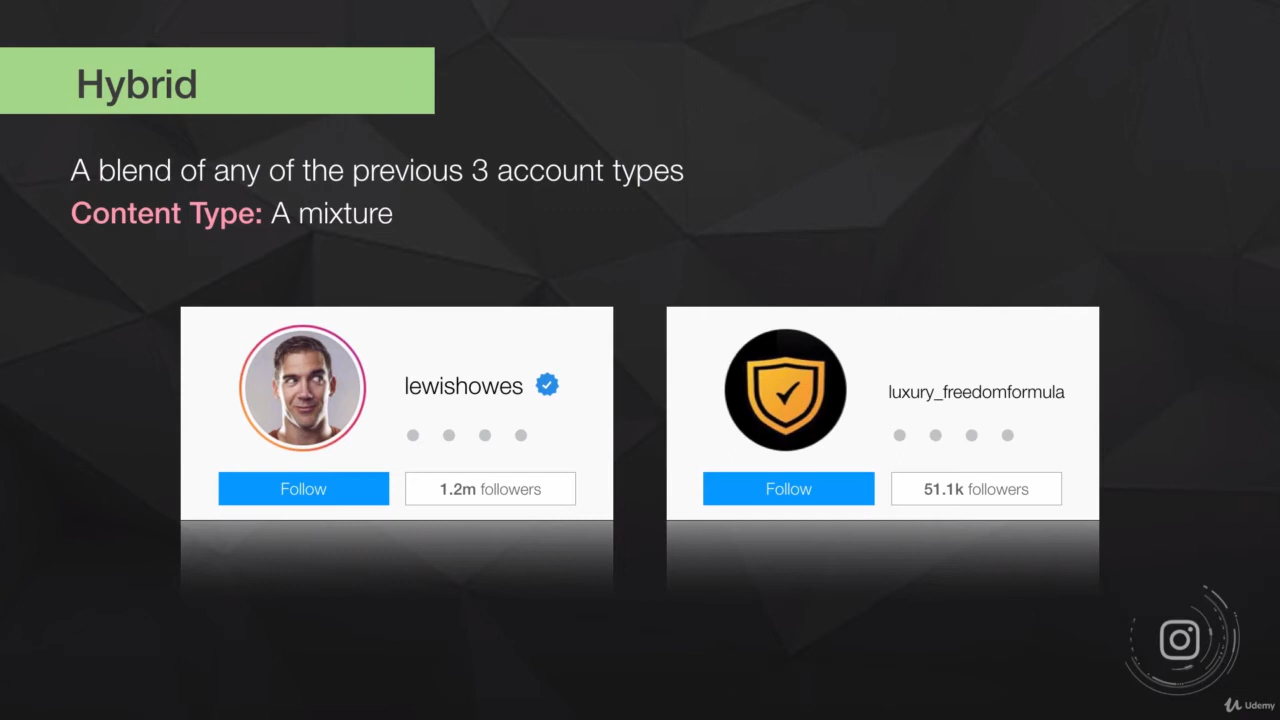 Hybrid
A blend of any of the previous 3 account types
Content Type: A mixture
lewishowes
Follow
1.2m followers
luxury_freedomformula
Follow
51.1k followers
Udemy